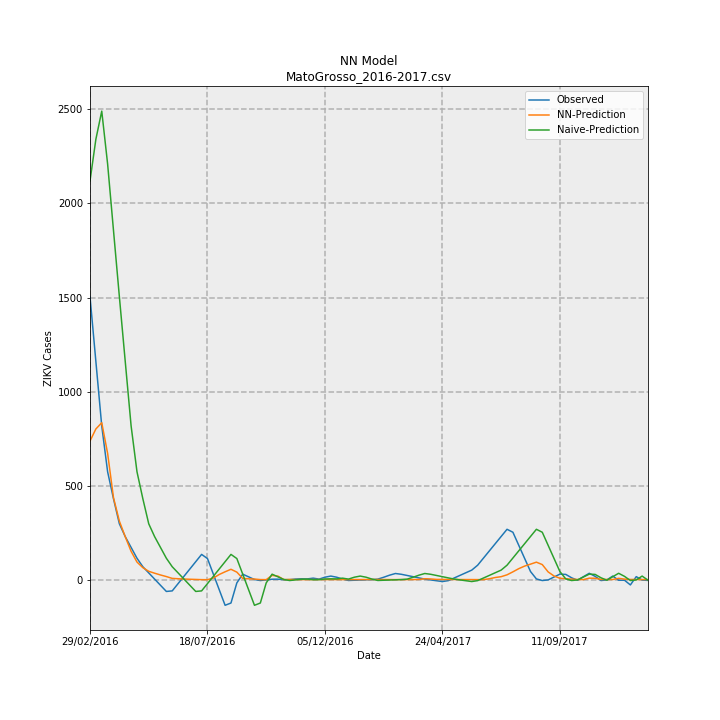 NN Model
MatoGrosso_2016-2017.csv
Observed
NN-Prediction
Naive-Prediction
2500
2000
1500
1000
500
0
ZIKV Cases
29/02/2016
18/07/2016
05/12/2016
24/04/2017
11/09/2017
Date